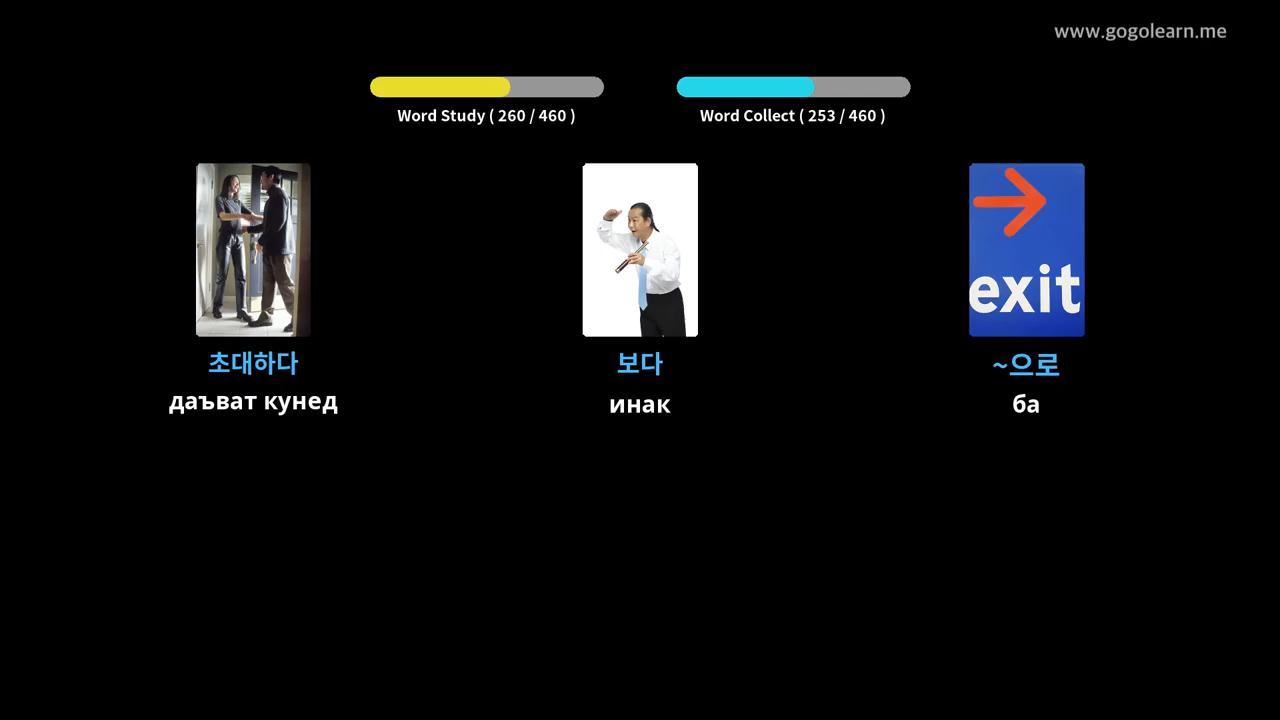 www.gogolearn.me
Word Study ( 260 / 460 )
Word Collect ( 253 / 460 )
exit
초대하다
보다
~으로
даъват кунед
инак
ба